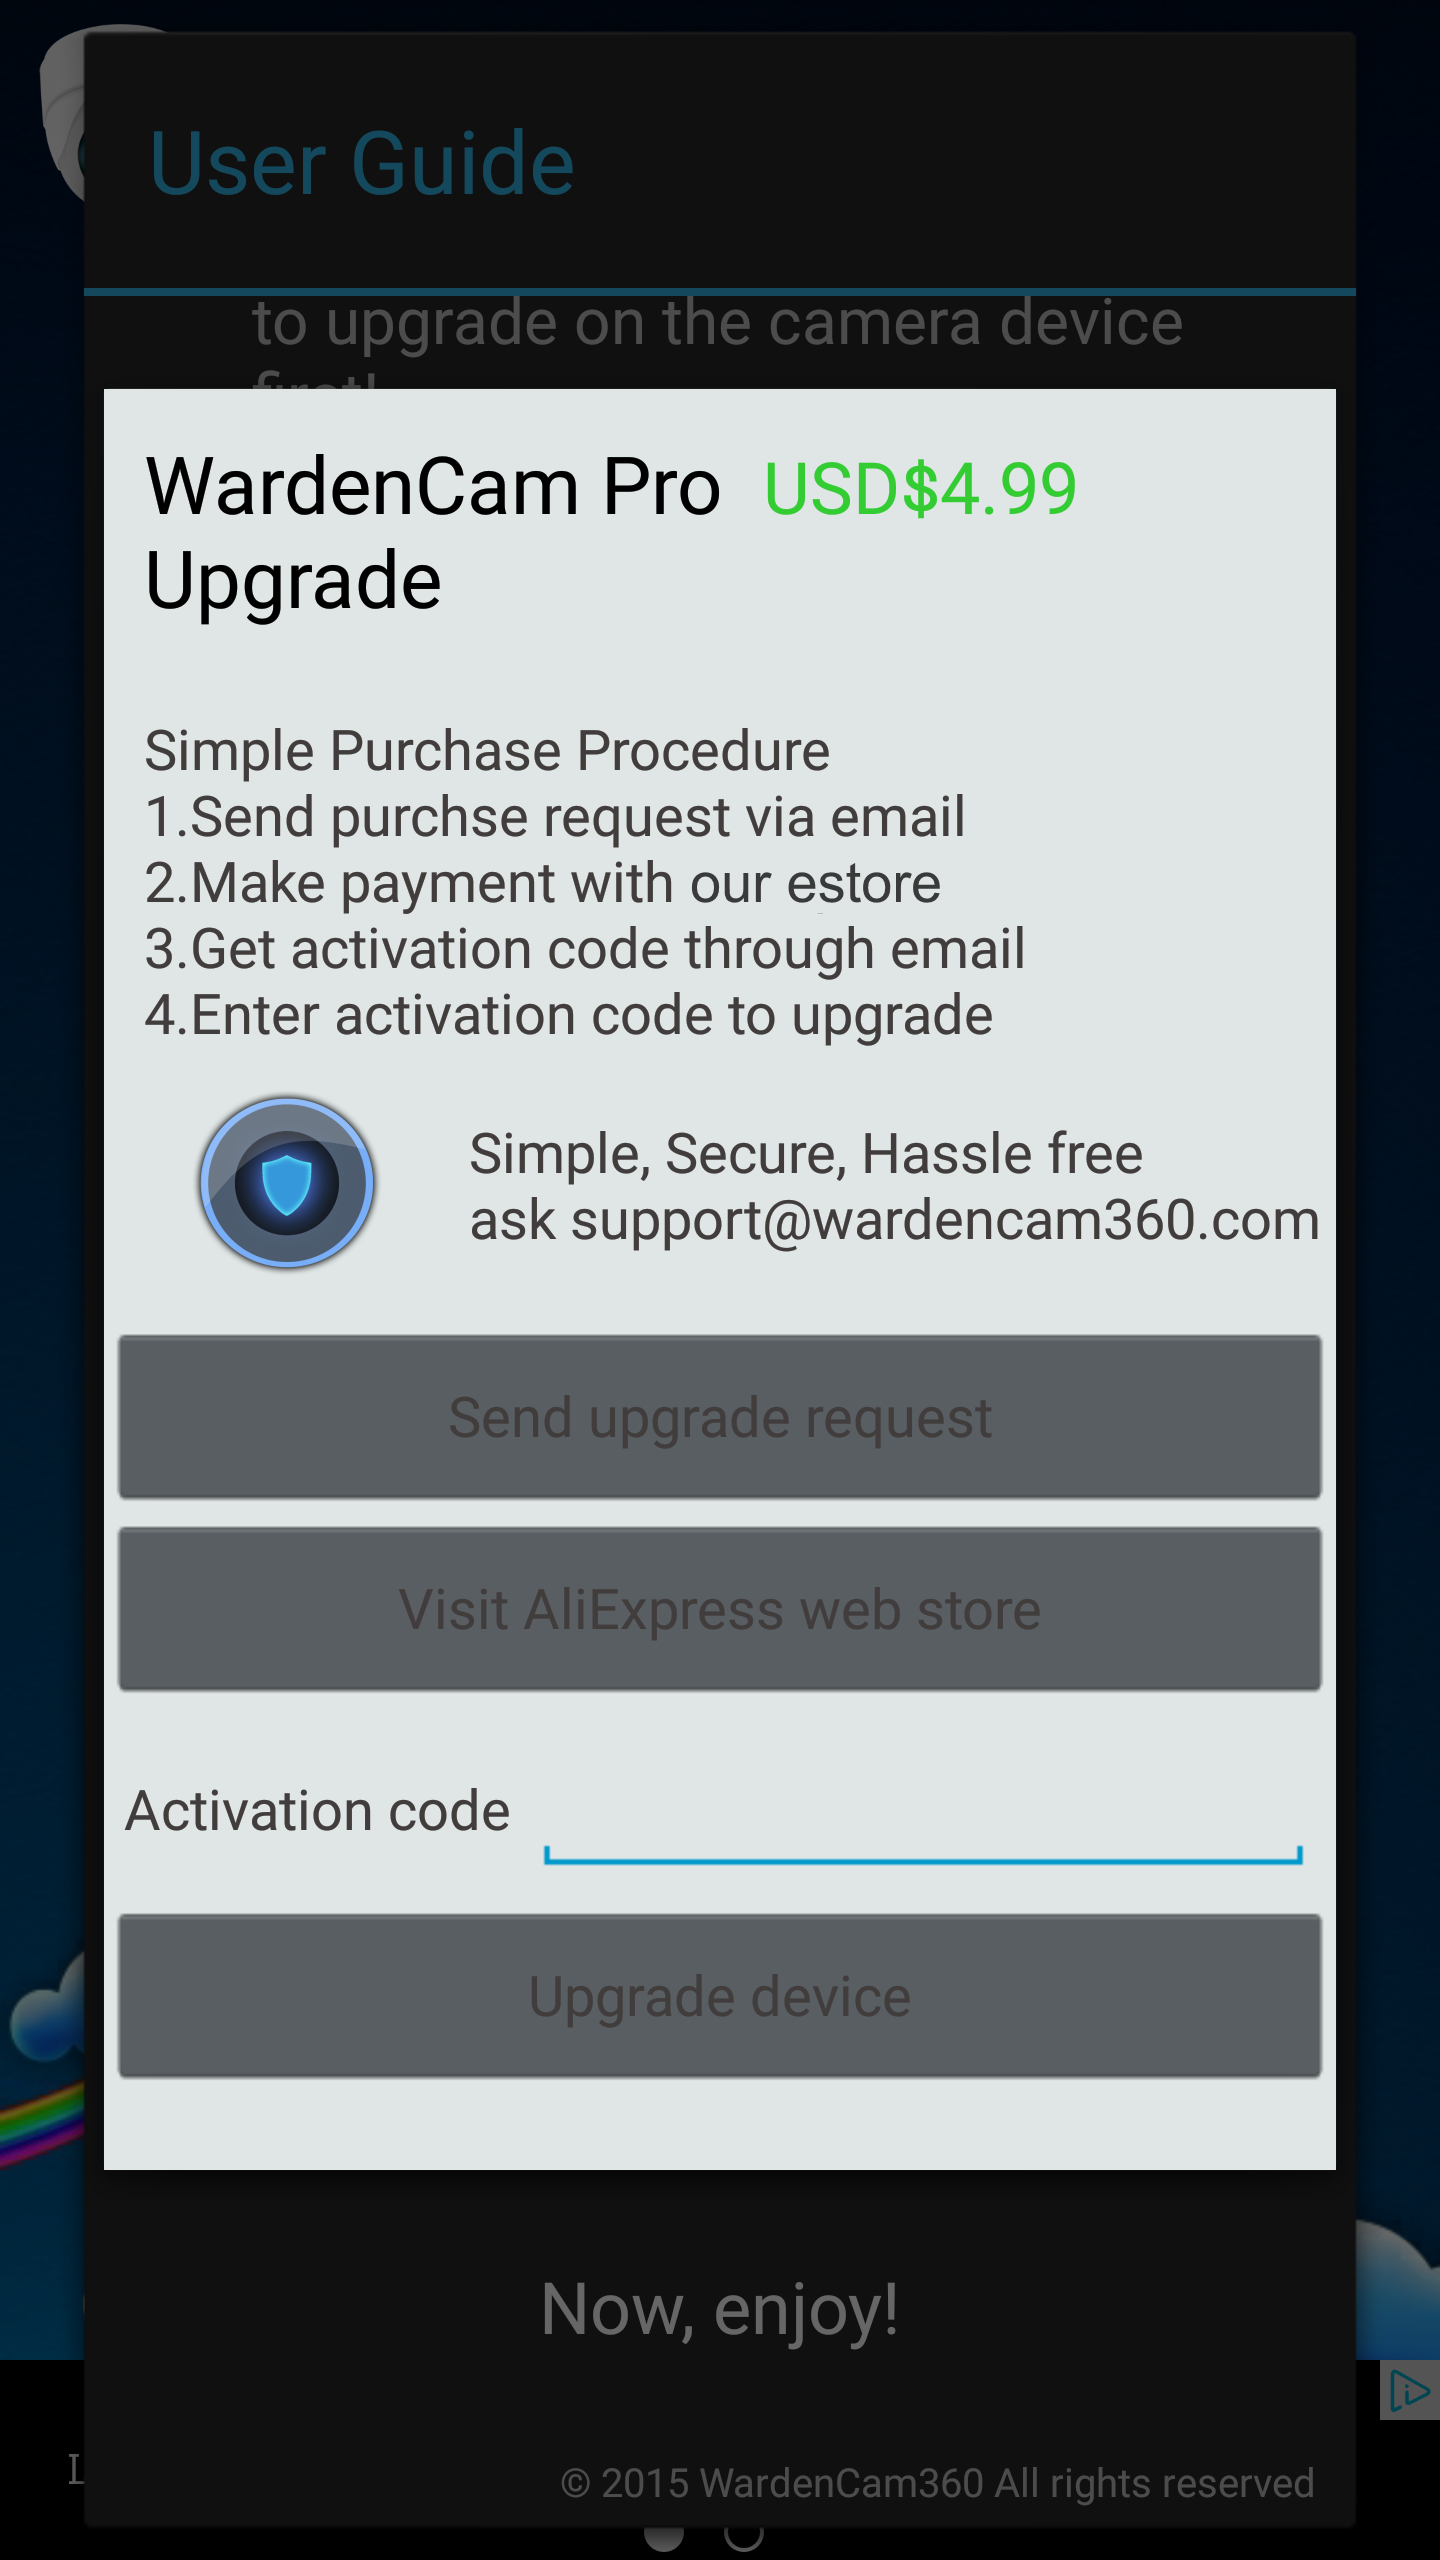 User Guide
to upgrade on the camera device
first!
WardenCam Pro USD$4.99
Upgrade
Simple Purchase Procedure
1.Send purchse request via email
2.Make payment with our estore
3.Get activation code through email
4.Enter activation code to upgrade
Simple, Secure, Hassle free
ask support@wardencam360.com
Send upgrade request
Visit AliExpress web store
Activation code
Upgrade device
Now, enjoy!
© 2015 WardenCam360 All rights reserved